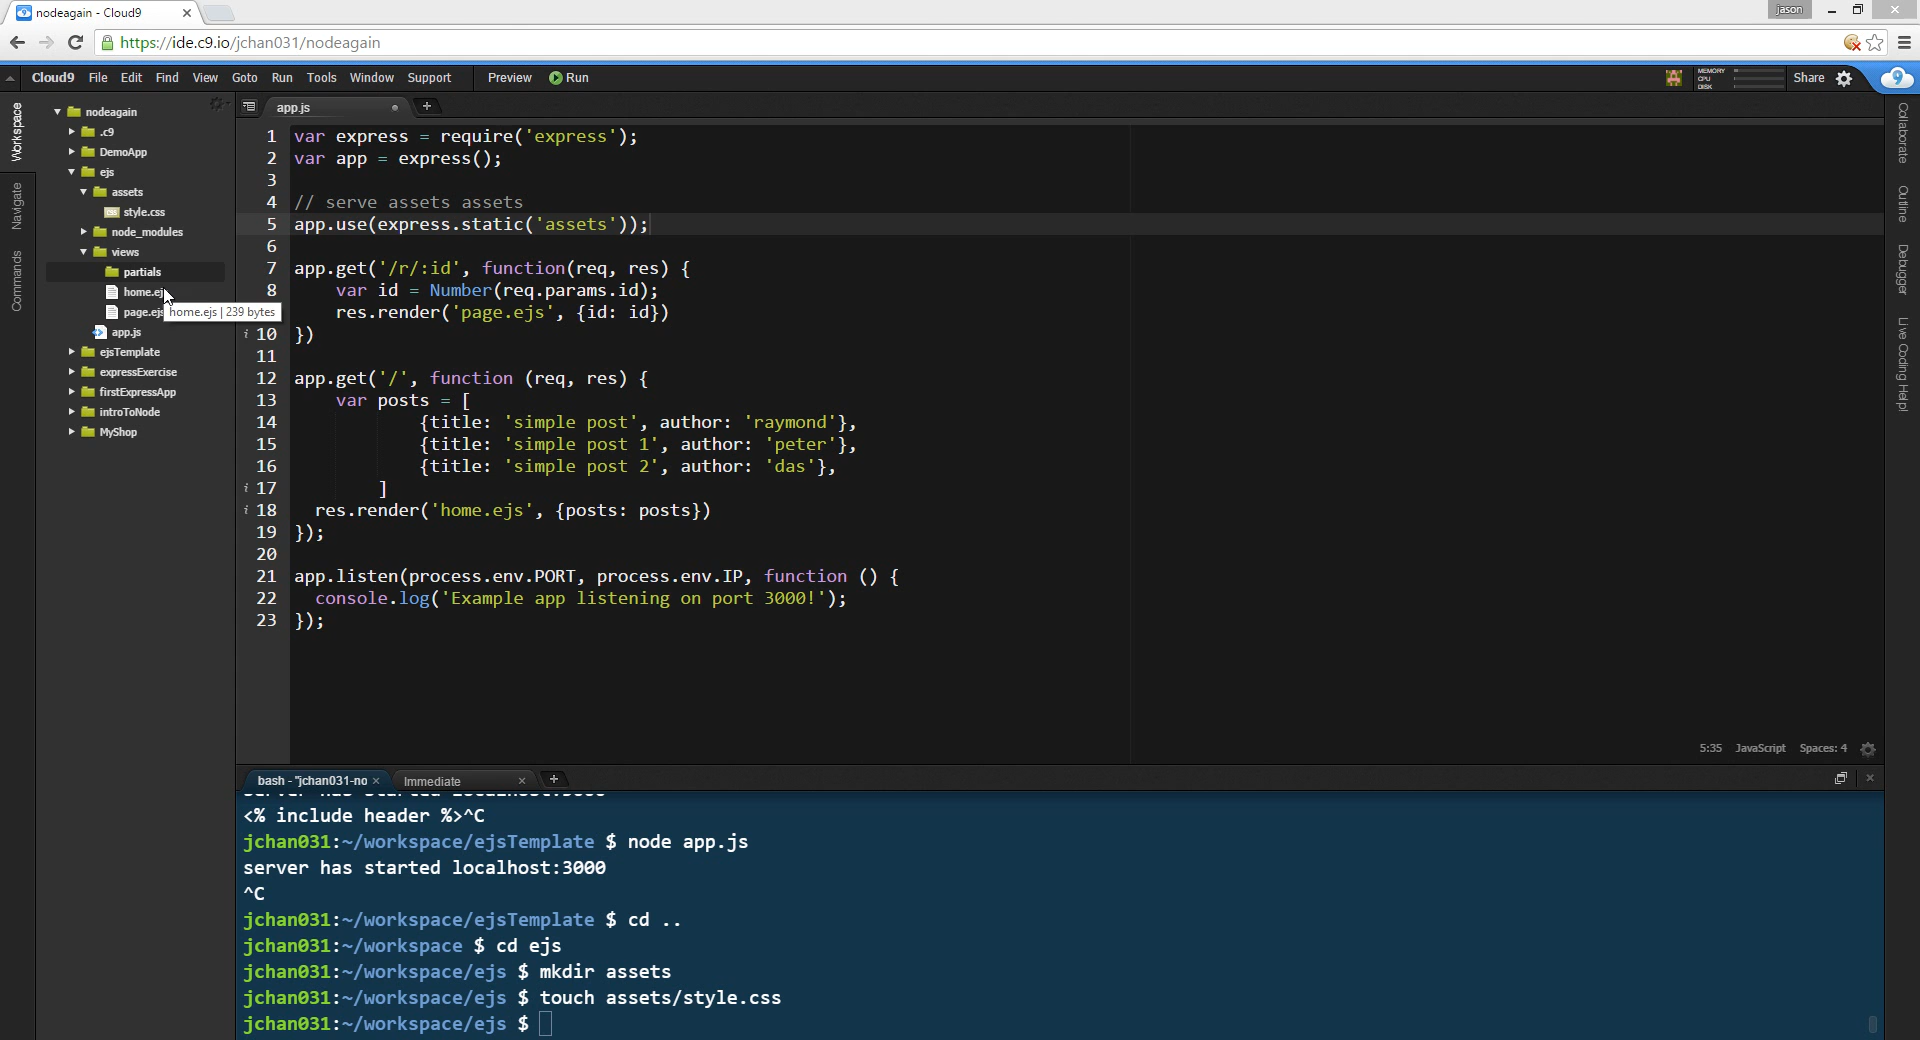 nodeagain - Cloud9
jason
https://ide.c9.io/jchan031/nodeagain
Cloud9 File Edit Find View Goto Run Tools Window Support Preview Run
MEMORY
CPU
DISK
Share
9
Workspace
Navigate
Commands
nodeagain
.c9
DemoApp
ejs
assets
style.css
node_modules
views
partials
home.ej
page.ejs
home.ejs | 239 bytes
app.js
ejsTemplate
expressExercise
firstExpressApp
introToNode
MyShop
app.js
1 var express = require('express');
2 var app = express();
3
4 // serve assets assets
5 app.use(express.static('assets'));
6
7 app.get('/r/:id', function(req, res) {
8     var id = Number(req.params.id);
    res.render('page.ejs', {id: id})
i 10 })
11
12 app.get('/', function (req, res) {
13     var posts = [
14             {title: 'simple post', author: 'raymond'},
15             {title: 'simple post 1', author: 'peter'},
16             {title: 'simple post 2', author: 'das'},
i 17         ]
i 18   res.render('home.ejs', {posts: posts})
19 });
20
21 app.listen(process.env.PORT, process.env.IP, function () {
22   console.log('Example app listening on port 3000!');
23 });
5:35 JavaScript Spaces: 4
Collaborate
Outline
Debugger
Live Coding Help!
bash - "jchan031-no
Immediate
<% include header %>^C
jchan031:~/workspace/ejsTemplate $ node app.js
server has started localhost:3000
^C
jchan031:~/workspace/ejsTemplate $ cd ..
jchan031:~/workspace $ cd ejs
jchan031:~/workspace/ejs $ mkdir assets
jchan031:~/workspace/ejs $ touch assets/style.css
jchan031:~/workspace/ejs $